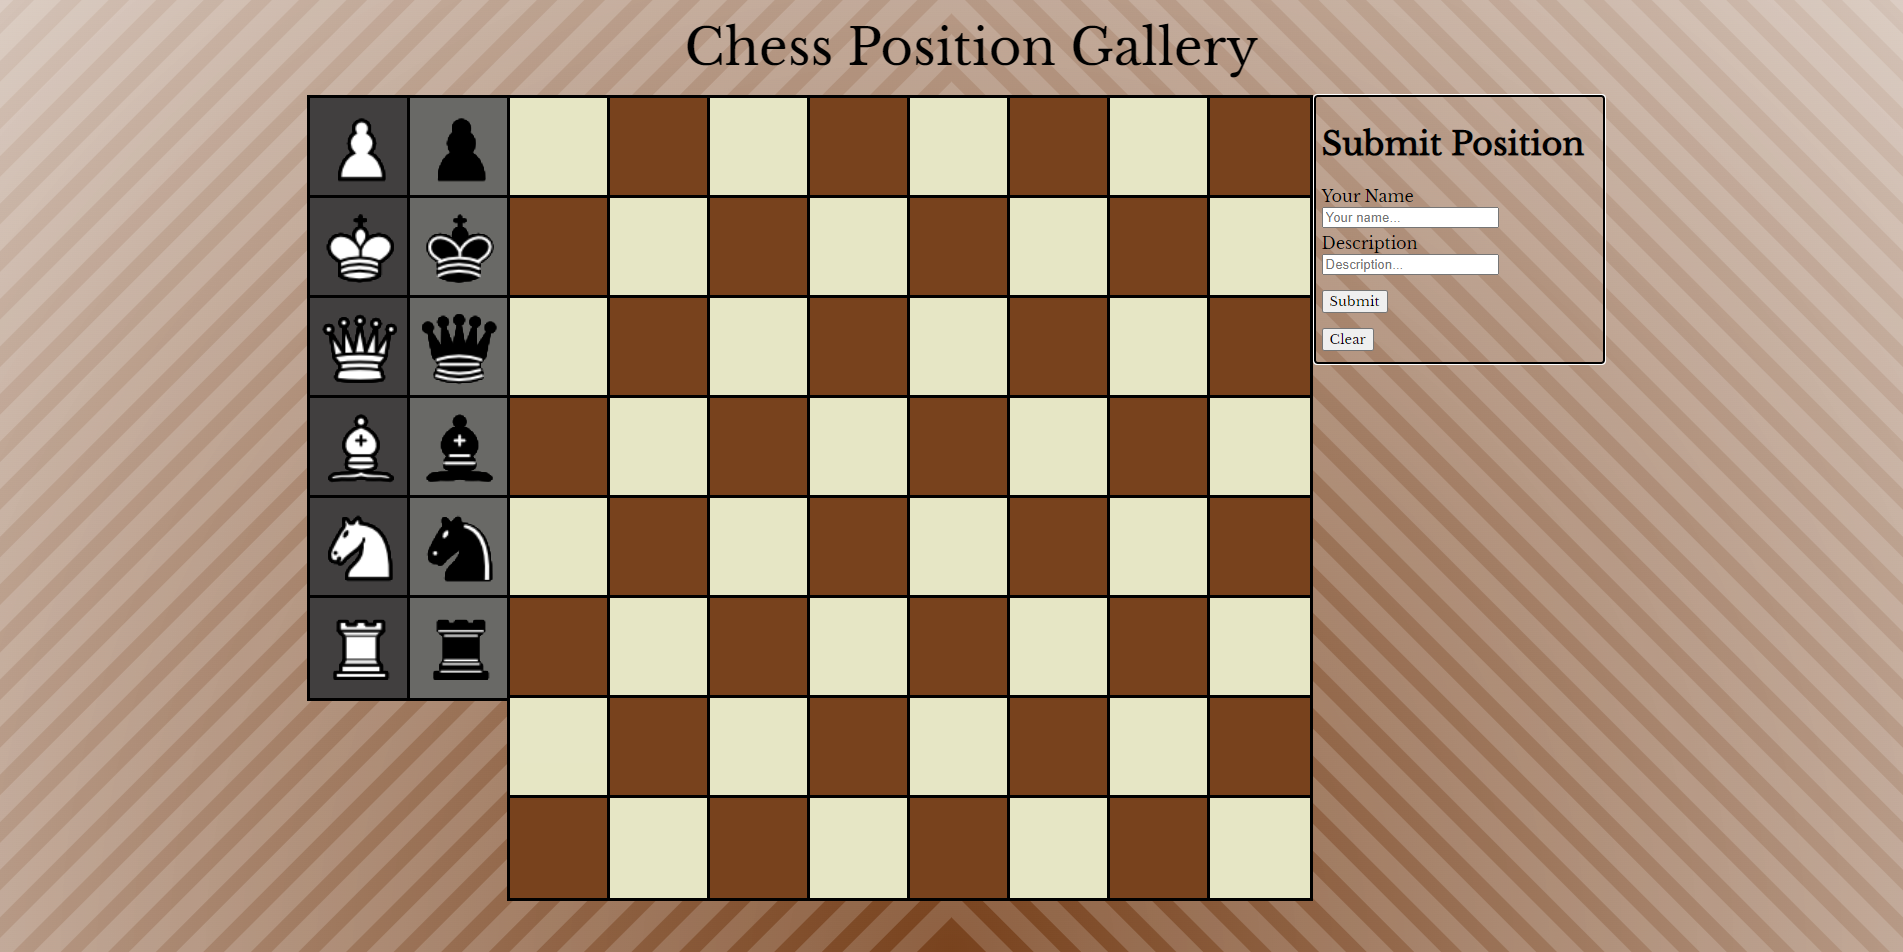 Chess Position Gallery
Submit Position
Your Name
Your name...
Description
Description...
Submit
Clear